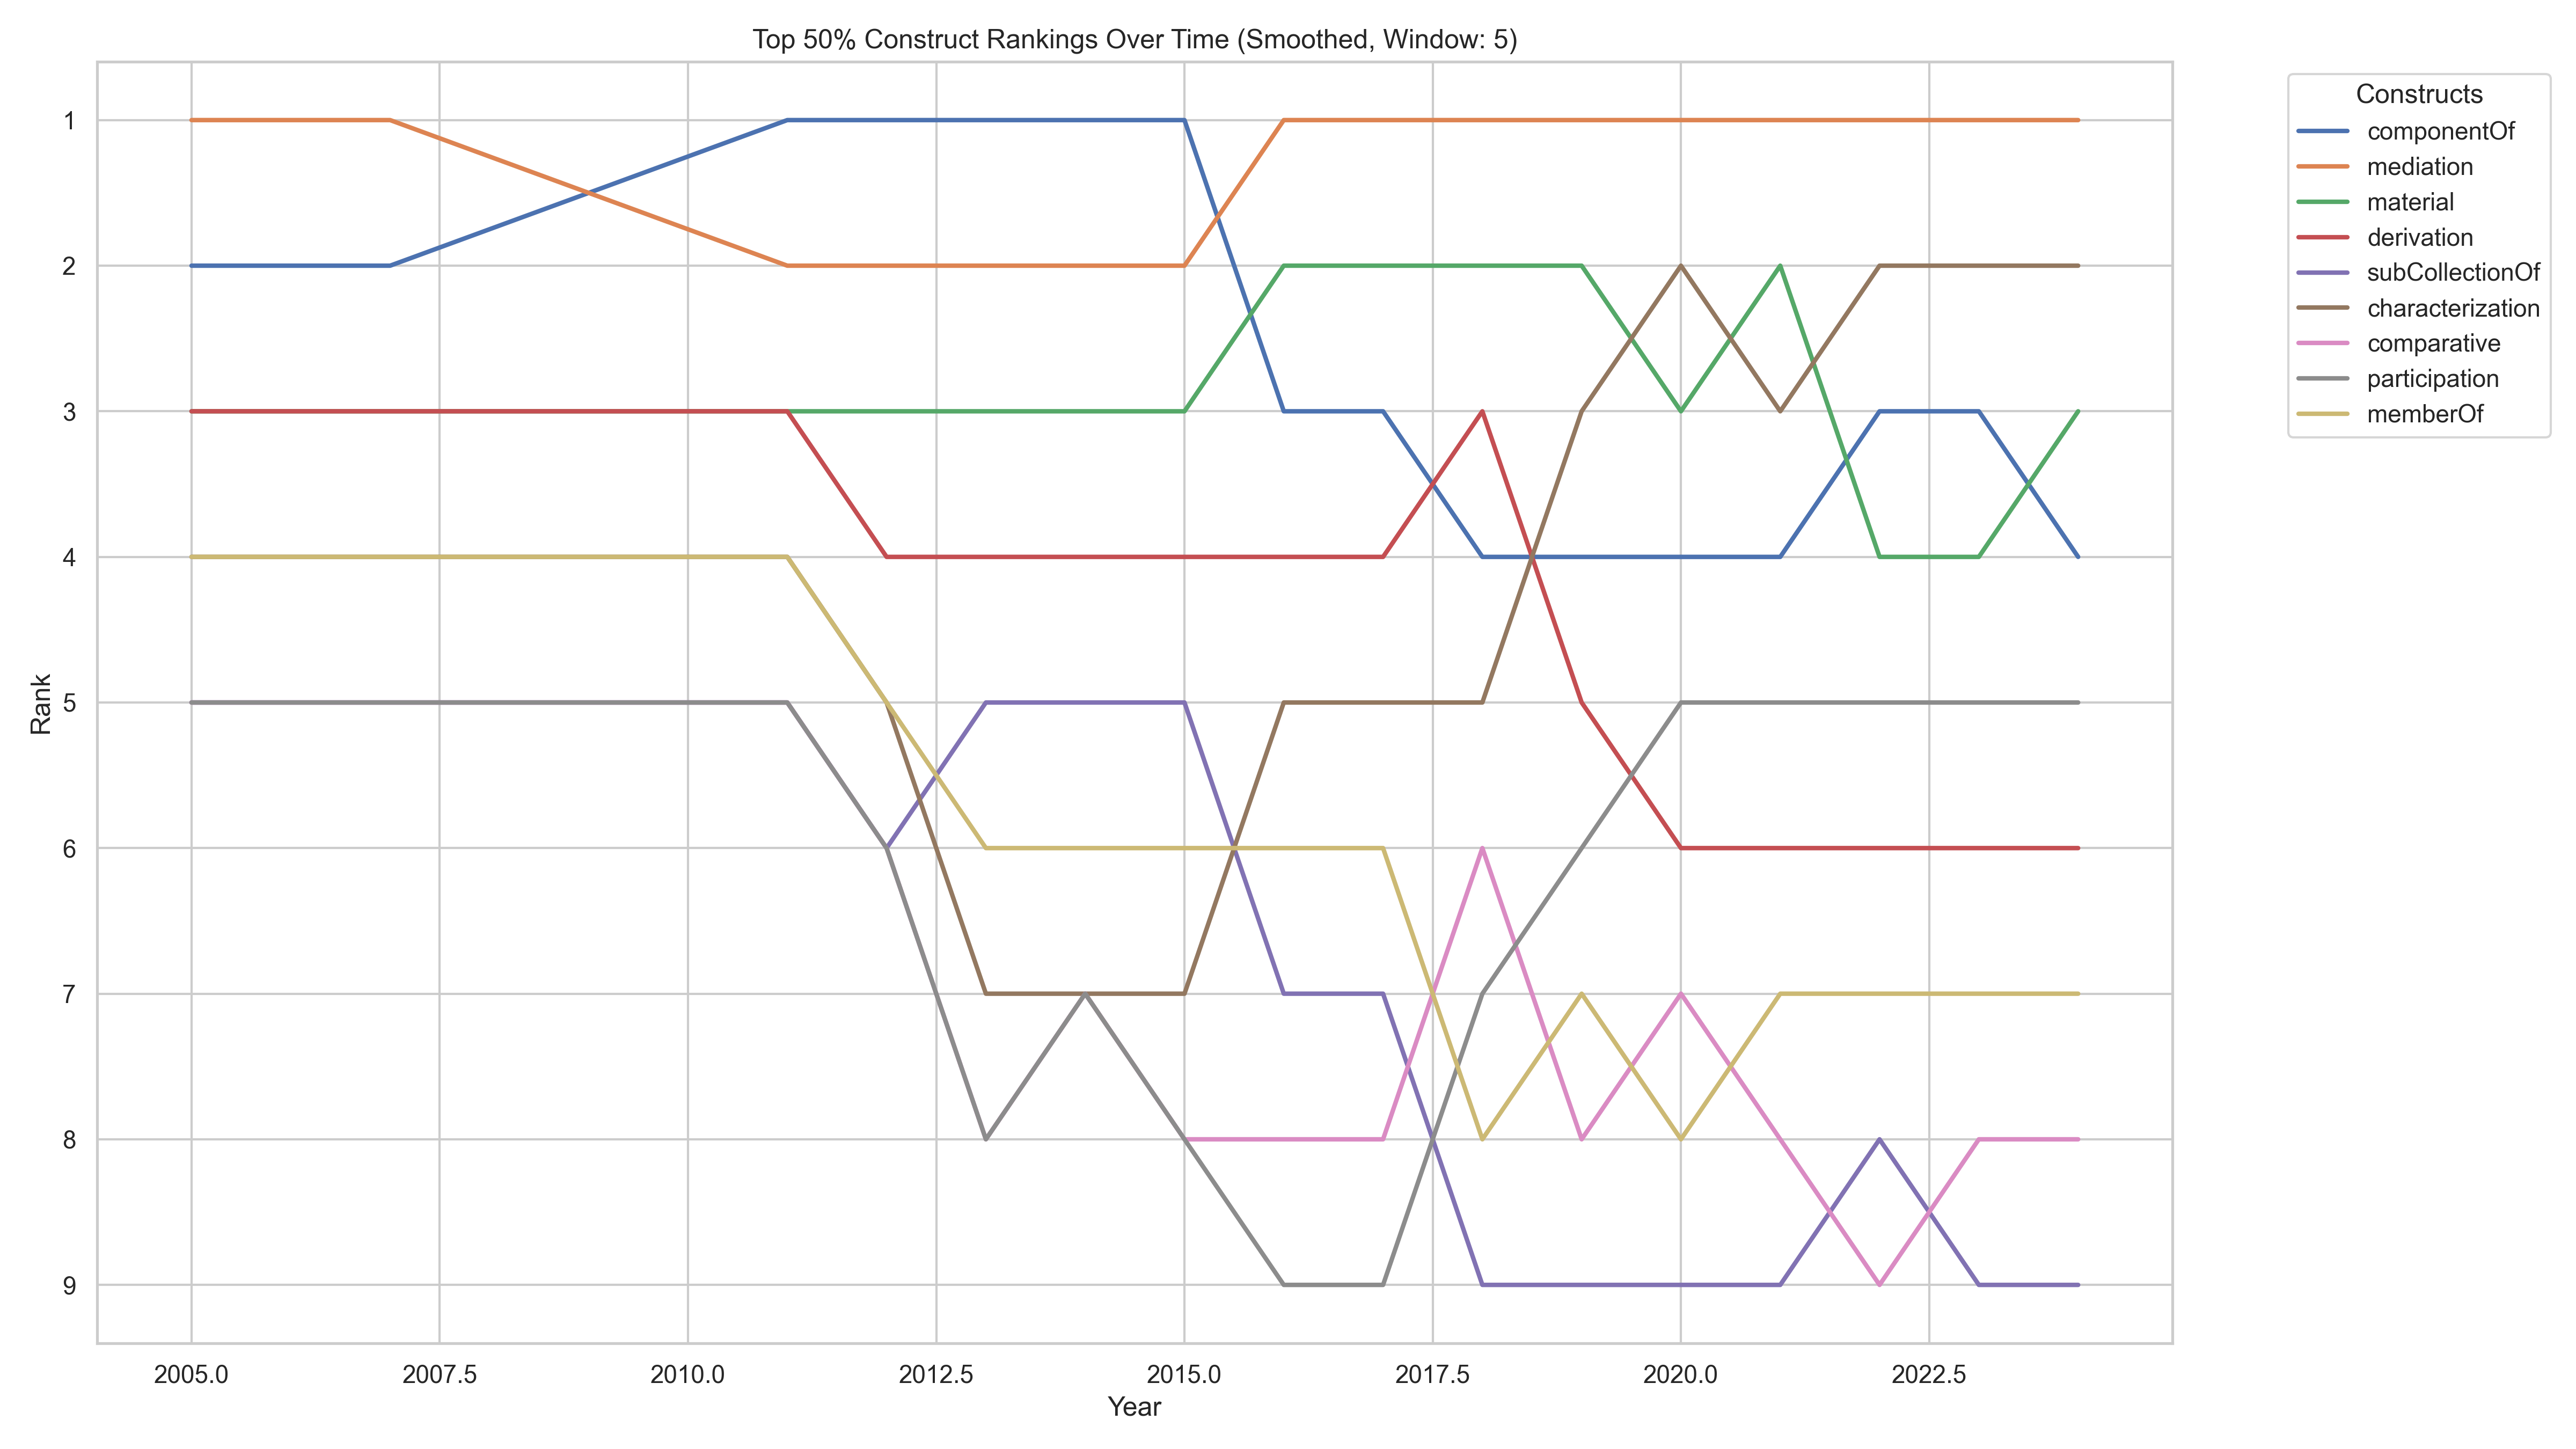 Top 50% Construct Rankings Over Time (Smoothed, Window: 5)
Constructs
componentOf
mediation
material
derivation
subCollectionOf
characterization
comparative
participation
memberOf
Rank
1
2
3
4
5
6
7
8
9
2005.0 2007.5 2010.0 2012.5 2015.0 2017.5 2020.0 2022.5
Year